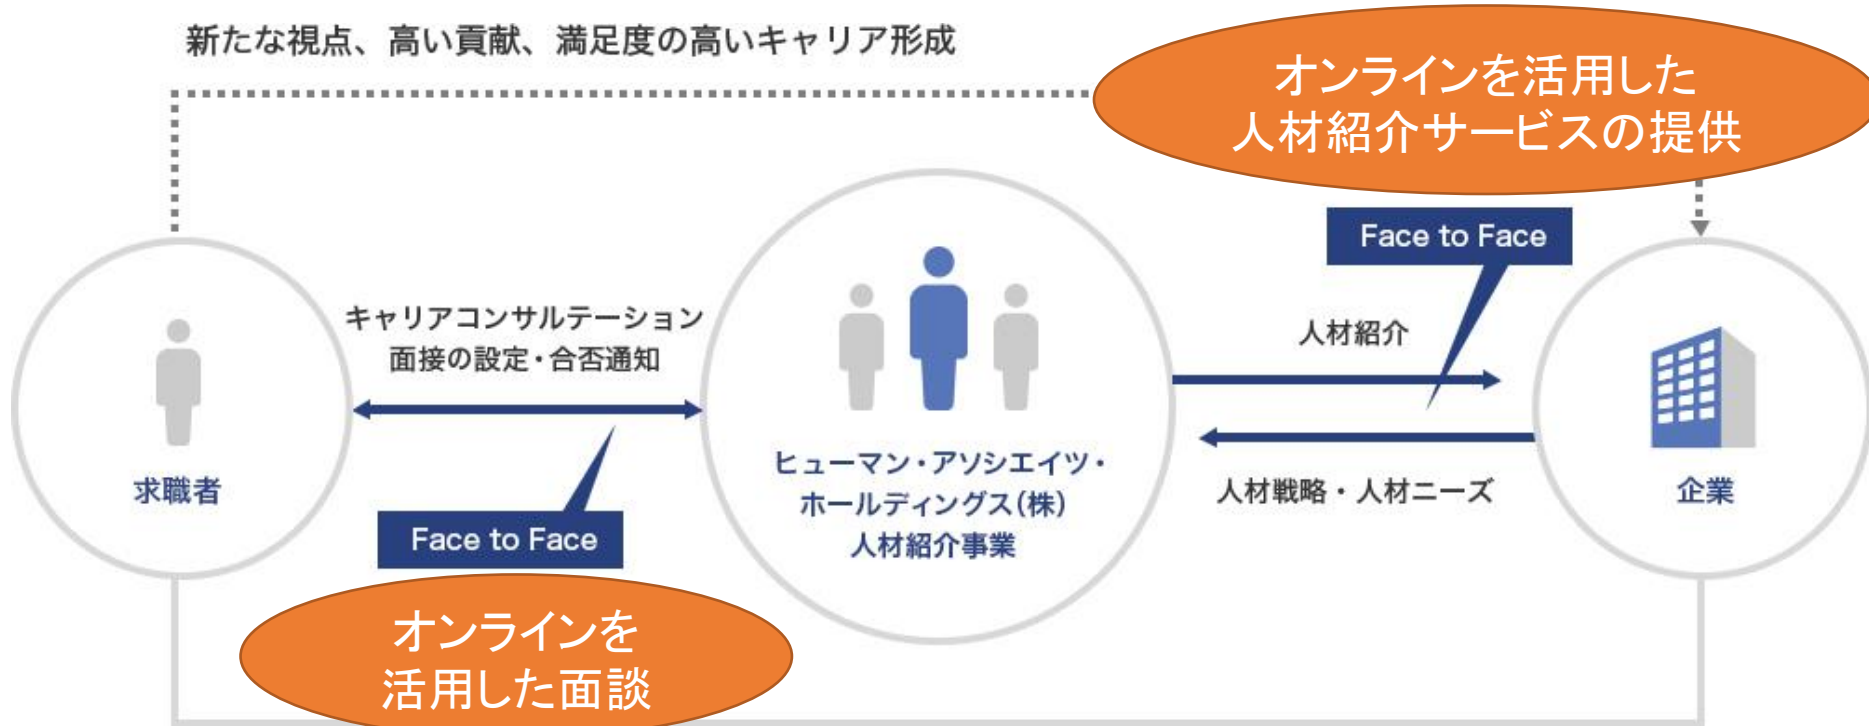 新たな視点、高い貢献、満足度の高いキャリア形成
オンラインを活用した
人材紹介サービスの提供
Face to Face
キャリアコンサルテーション
面接の設定・合否通知
人材紹介
求職者
ヒューマン・アソシエイツ・
ホールディングス(株)
人材紹介事業
人材戦略・人材ニーズ
企業
Face to Face
オンラインを
活用した面談